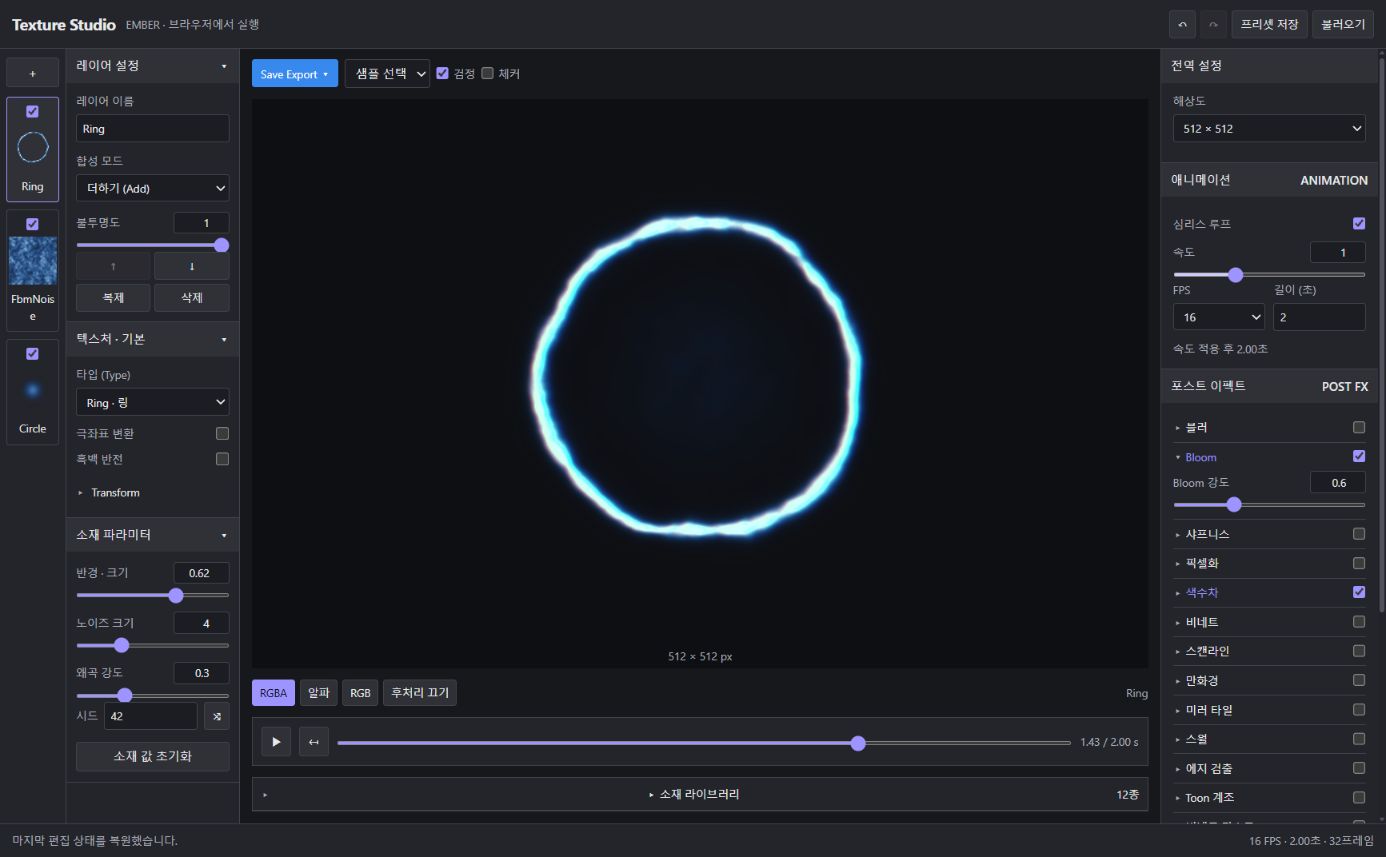 Texture Studio EMBER · 브라우저에서 실행
프리셋 저장 불러오기
+
Ring
FbmNois
e
Circle
레이어 설정
레이어 이름
Ring
합성 모드
더하기 (Add)
불투명도 1
↑ ↓
복제 삭제
텍스처 · 기본
타입 (Type)
Ring · 링
극좌표 변환
흑백 반전
Transform
소재 파라미터
반경 · 크기 0.62
노이즈 크기 4
왜곡 강도 0.3
시드 42
소재 값 초기화
Save Export 샘플 선택 검정 체커
512 × 512 px
RGBA 알파 RGB 후처리 끄기 Ring
1.43 / 2.00 s
소재 라이브러리 12종
전역 설정
해상도
512 × 512
애니메이션 ANIMATION
심리스 루프
속도 1
FPS 길이 (초)
16 2
속도 적용 후 2.00초
포스트 이펙트 POST FX
블러
Bloom
Bloom 강도 0.6
샤프니스
픽셀화
색수차
비네트
스캔라인
만화경
미러 타일
스월
에지 검출
Toon 계조
마지막 편집 상태를 복원했습니다.
16 FPS · 2.00초 · 32프레임